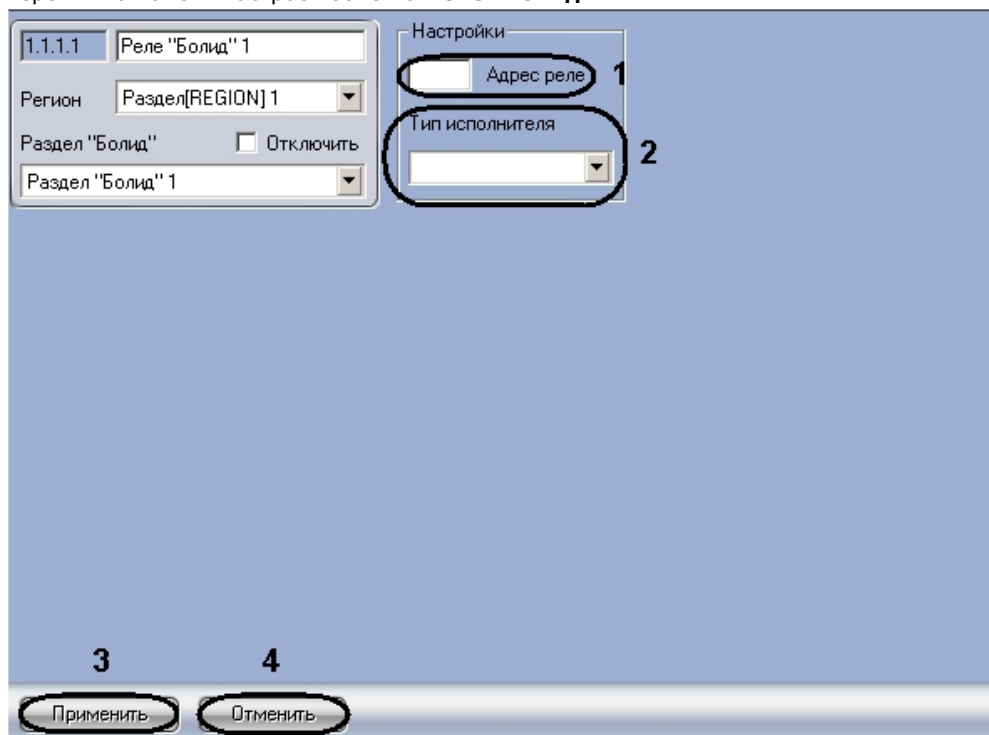 1.1.1.1 Реле "Болид" 1
Регион Раздел[REGION] 1
Раздел "Болид" Отключить
Раздел "Болид" 1
Настройки
Адрес реле 1
Тип исполнителя
2
3 4
Применить Отменить